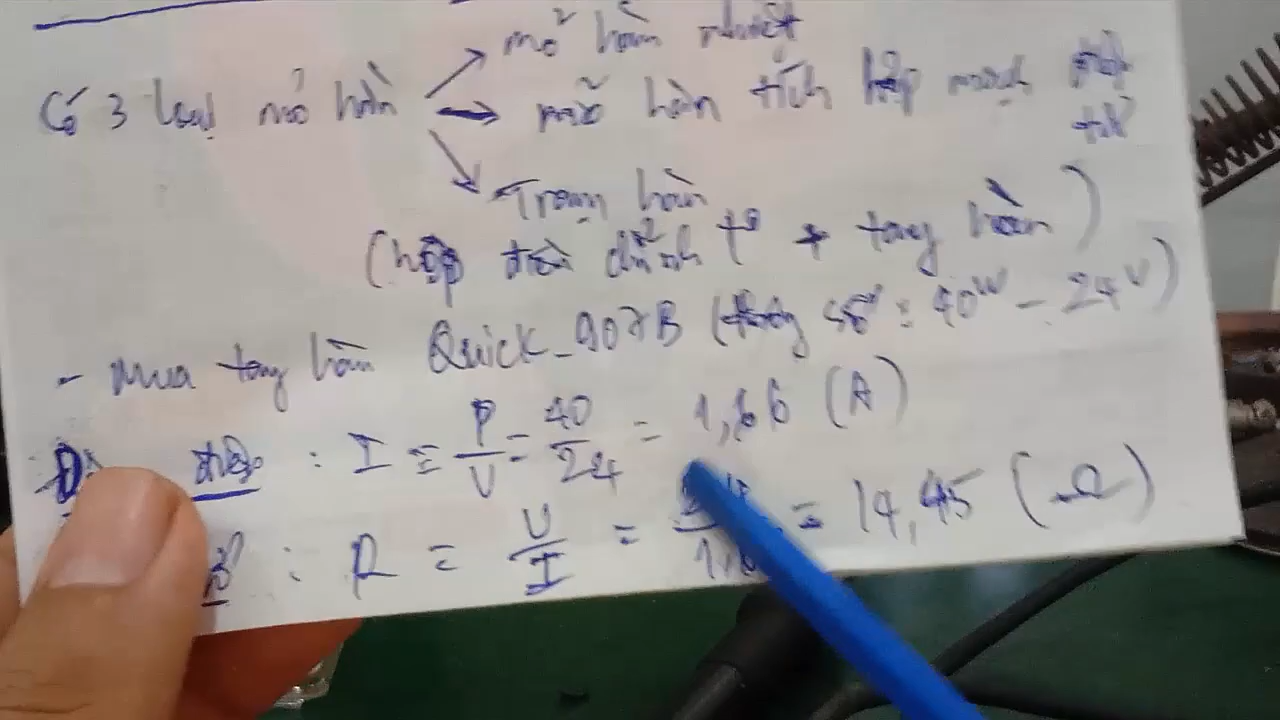 mỏ hàn nhiệt
Có 3 loại mỏ hàn → mỏ hàn tích hợp mạch
Trạm hàn
(hộp điều chỉnh t° + tay hàn)
- Mua tay hàn Quick_907B (thông số: 40W - 24V)
: I = P/U = 40/24 = 1,66 (A)
: R = U/I = = 14,45 (Ω)